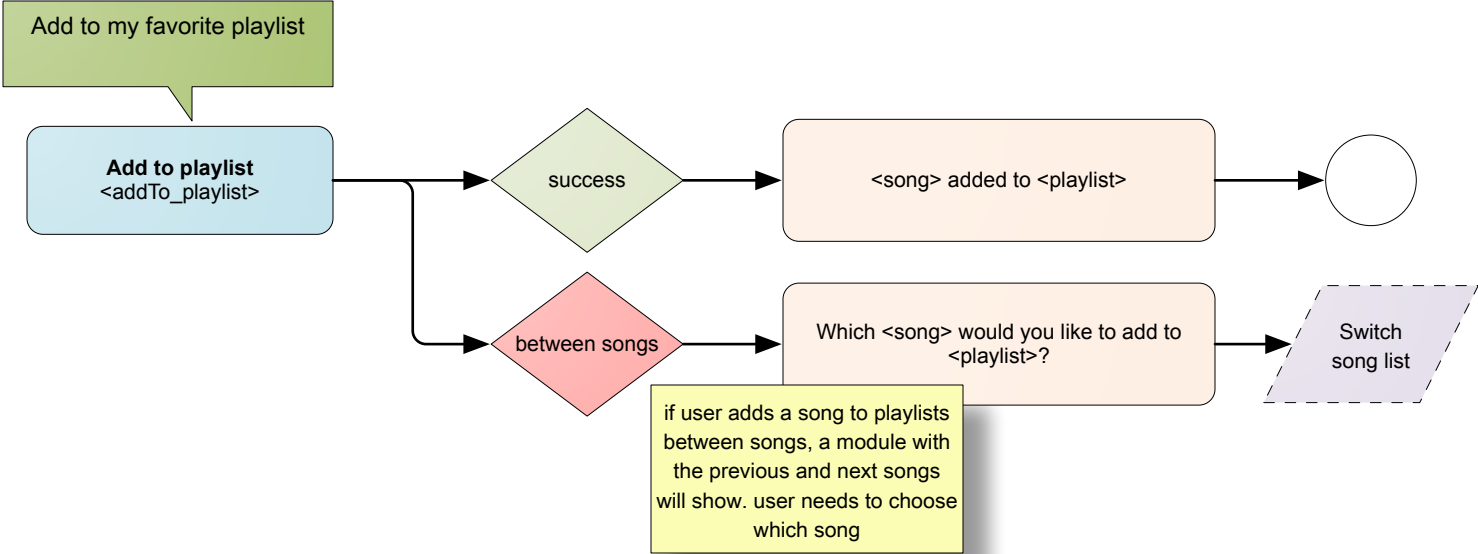 Add to my favorite playlist
Add to playlist
<addTo_playlist>
success
<song> added to <playlist>
between songs
Which <song> would you like to add to
<playlist>?
Switch
song list
if user adds a song to playlists
between songs, a module with
the previous and next songs
will show. user needs to choose
which song